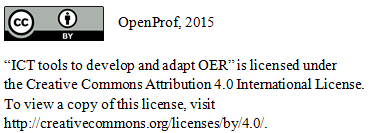 cc BY OpenProf, 2015
“ICT tools to develop and adapt OER” is licensed under
the Creative Commons Attribution 4.0 International License.
To view a copy of this license, visit
http://creativecommons.org/licenses/by/4.0/.